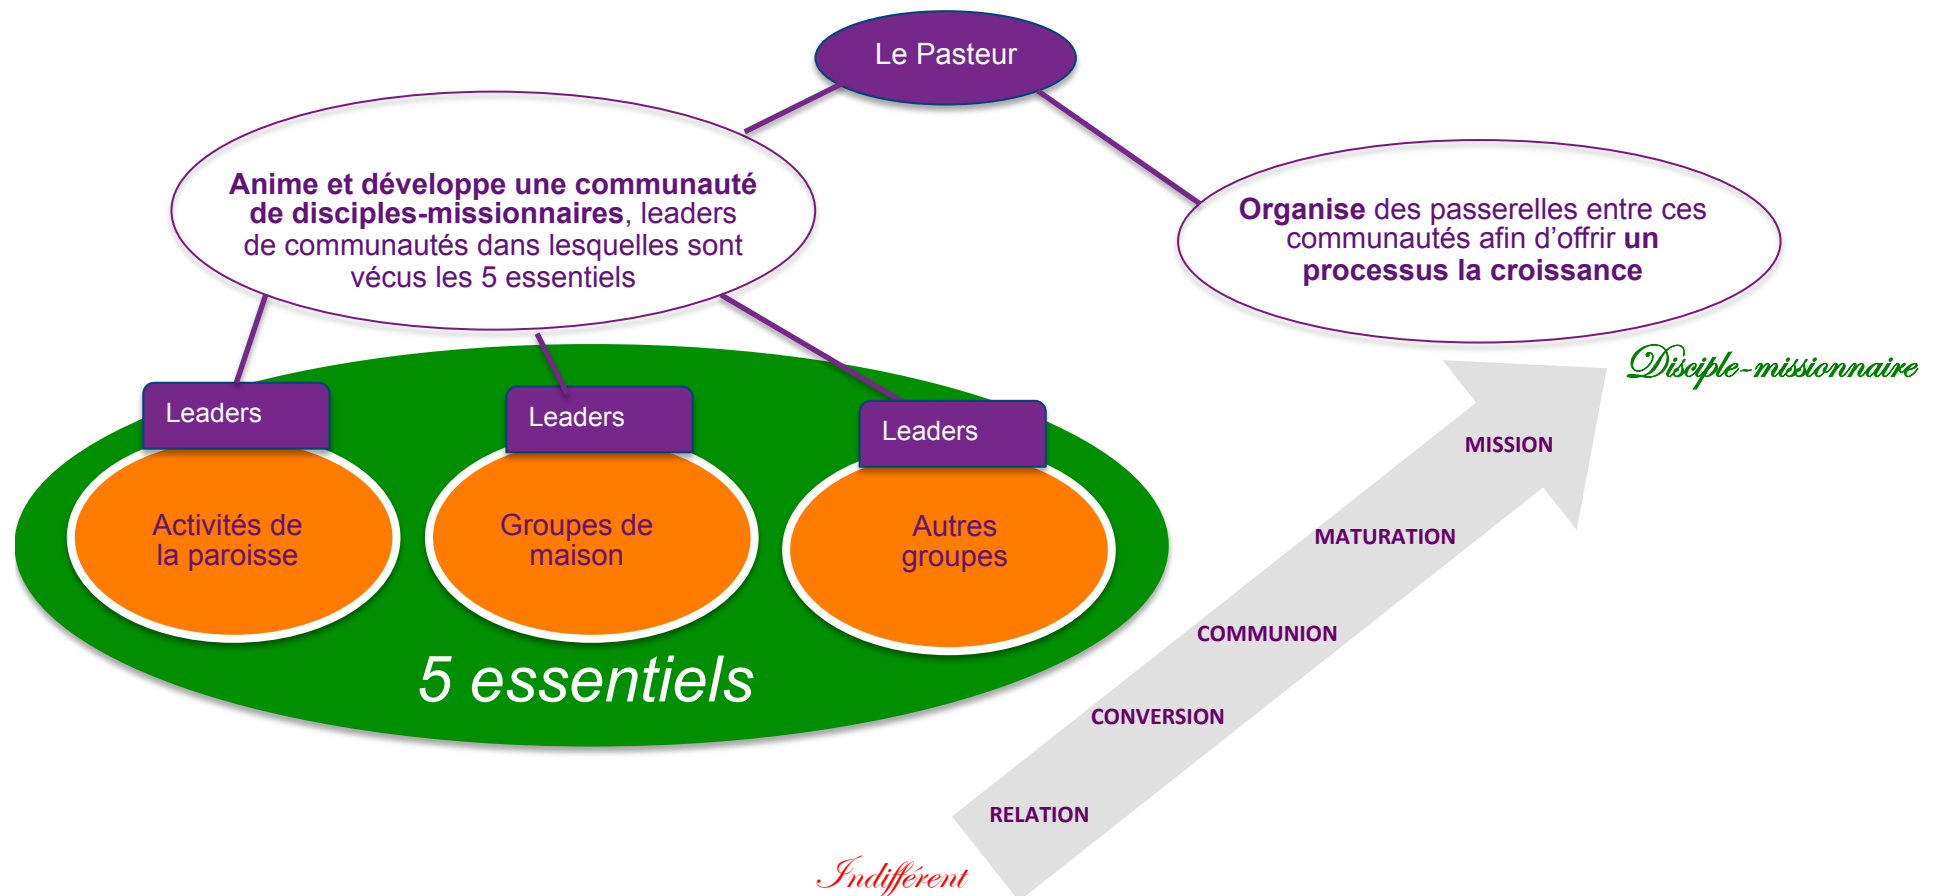 Le Pasteur
Anime et développe une communauté
de disciples-missionnaires, leaders
de communautés dans lesquelles sont
vécus les 5 essentiels
Organise des passerelles entre ces
communautés afin d’offrir un
processus la croissance
Leaders
Leaders
Leaders
Activités de
la paroisse
Groupes de
maison
Autres
groupes
5 essentiels
Disciple-missionnaire
MISSION
MATURATION
COMMUNION
CONVERSION
RELATION
Indifférent